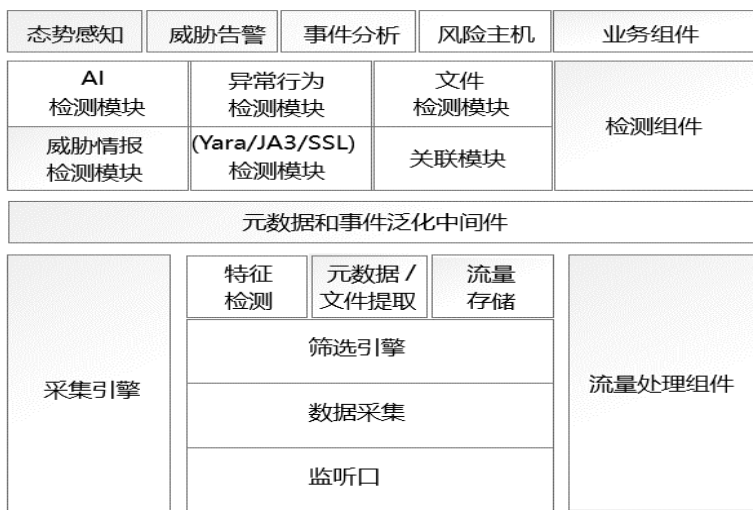 态势感知
威胁告警
事件分析
风险主机
业务组件
AI
检测模块
异常行为
检测模块
文件
检测模块
检测组件
威胁情报
检测模块
(Yara/JA3/SSL)
检测模块
关联模块
元数据和事件泛化中间件
采集引擎
特征
检测
元数据 /
文件提取
流量
存储
筛选引擎
数据采集
监听口
流量处理组件